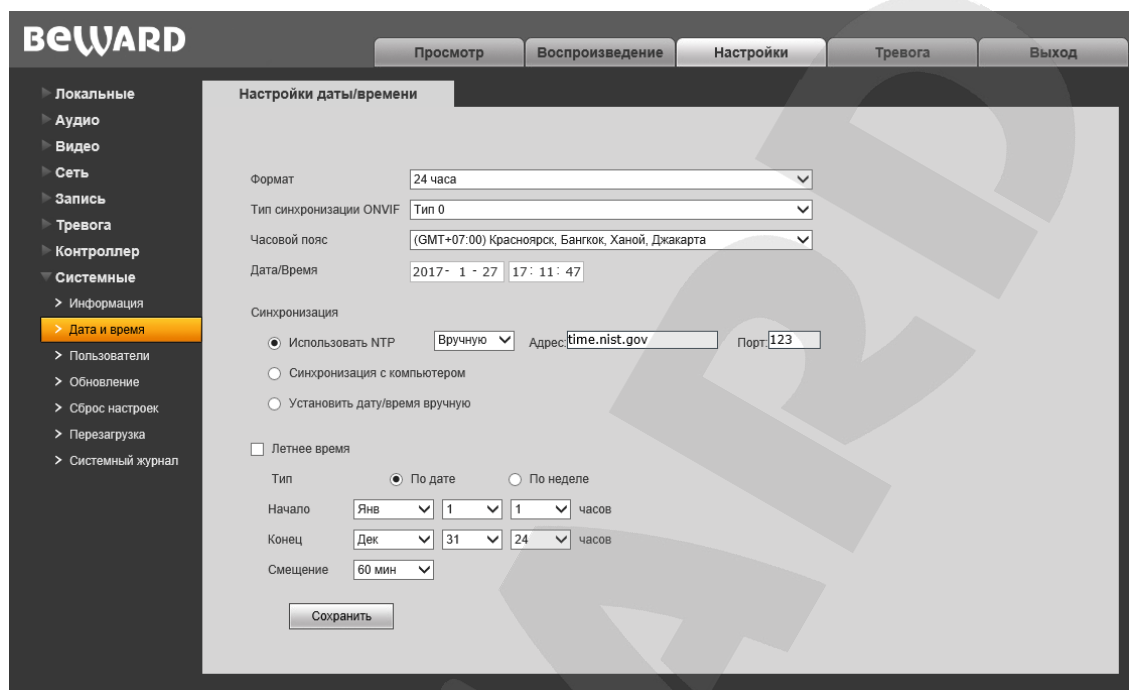 BEWARD
Просмотр Воспроизведение Настройки Тревога Выход
Локальные
Аудио
Видео
Сеть
Запись
Тревога
Контроллер
Системные
Информация
Дата и время
Пользователи
Обновление
Сброс настроек
Перезагрузка
Системный журнал
Настройки даты/времени
Формат 24 часа
Тип синхронизации ONVIF Тип 0
Часовой пояс (GMT+07:00) Красноярск, Бангкок, Ханой, Джакарта
Дата/Время 2017- 1 - 27 17: 11: 47
Синхронизация
Использовать NTP Вручную Адрес:time.nist.gov Порт:123
Синхронизация с компьютером
Установить дату/время вручную
Летнее время
Тип По дате По неделе
Начало Янв 1 1 часов
Конец Дек 31 24 часов
Смещение 60 мин
Сохранить